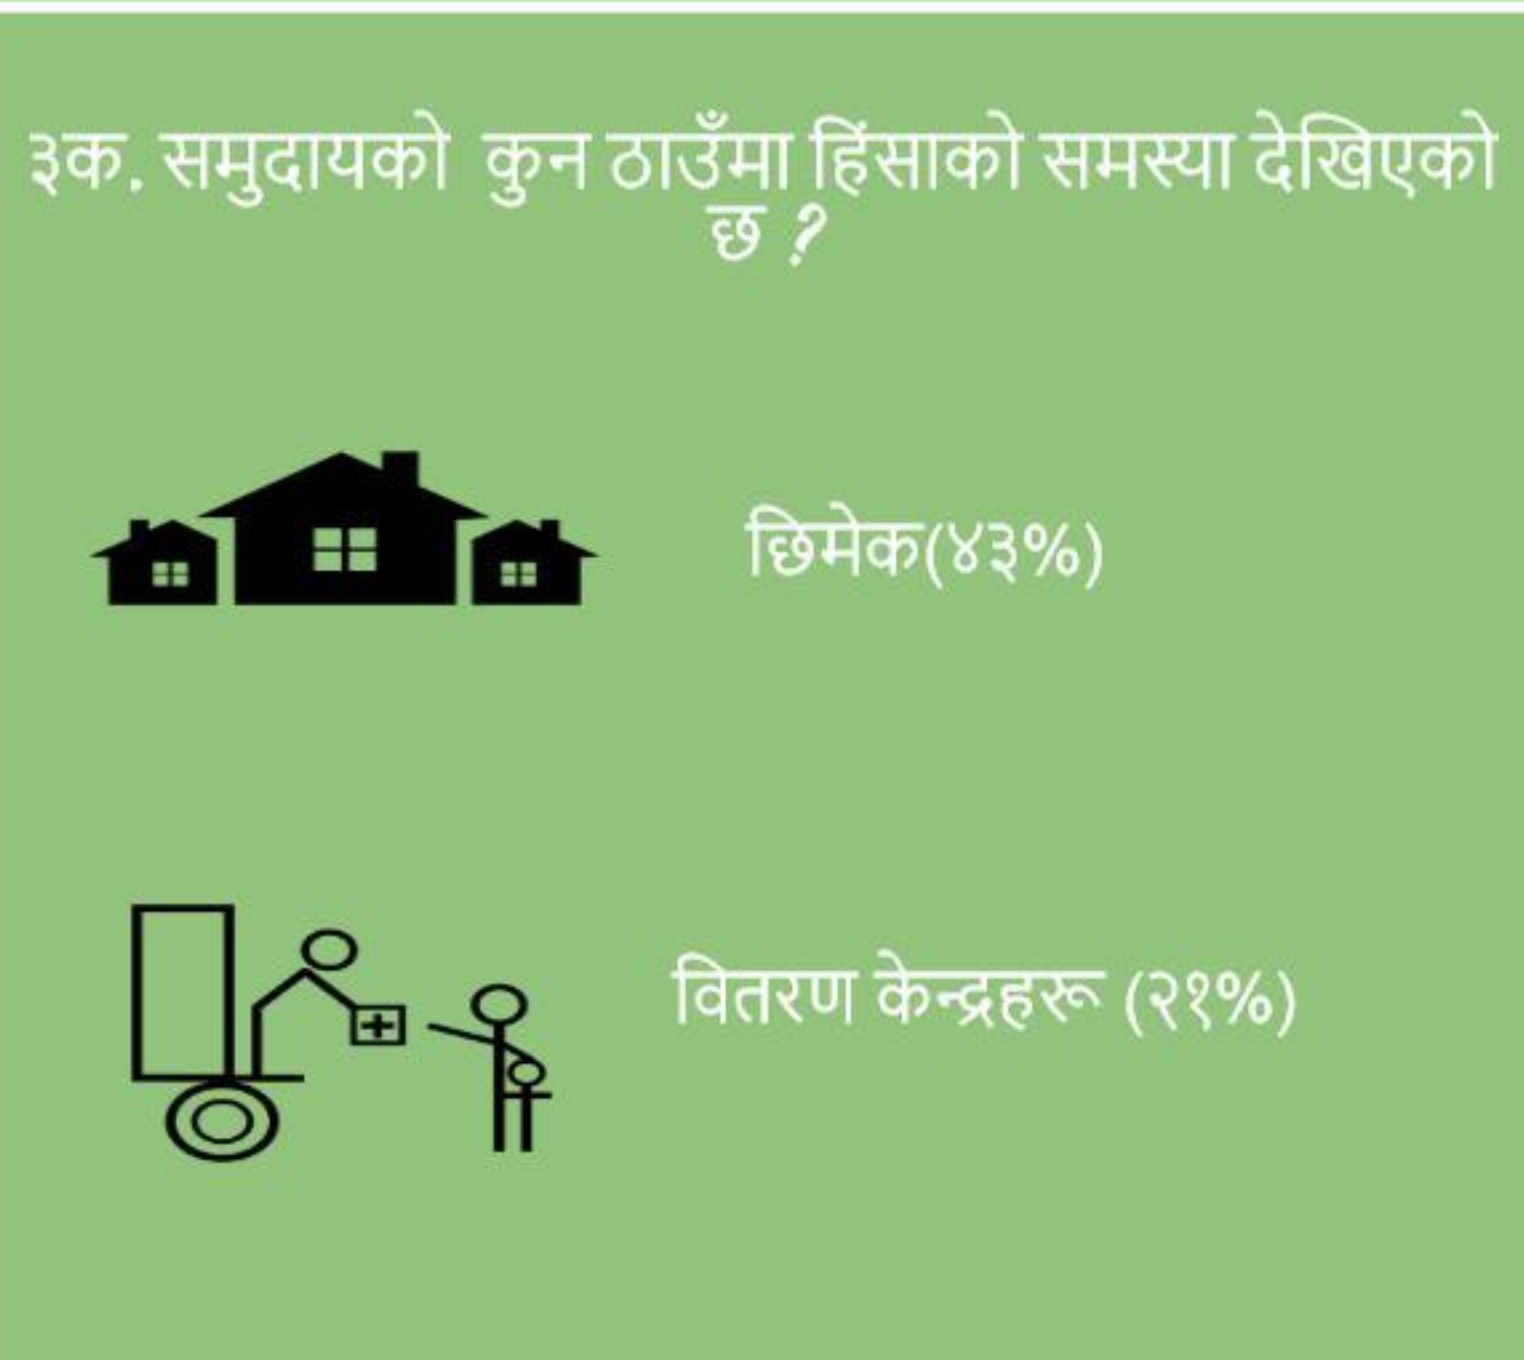 ३क. समुदायको कुन ठाउँमा हिंसाको समस्या देखिएको
छ ?
छिमेक(४३%)
वितरण केन्द्रहरू (२१%)